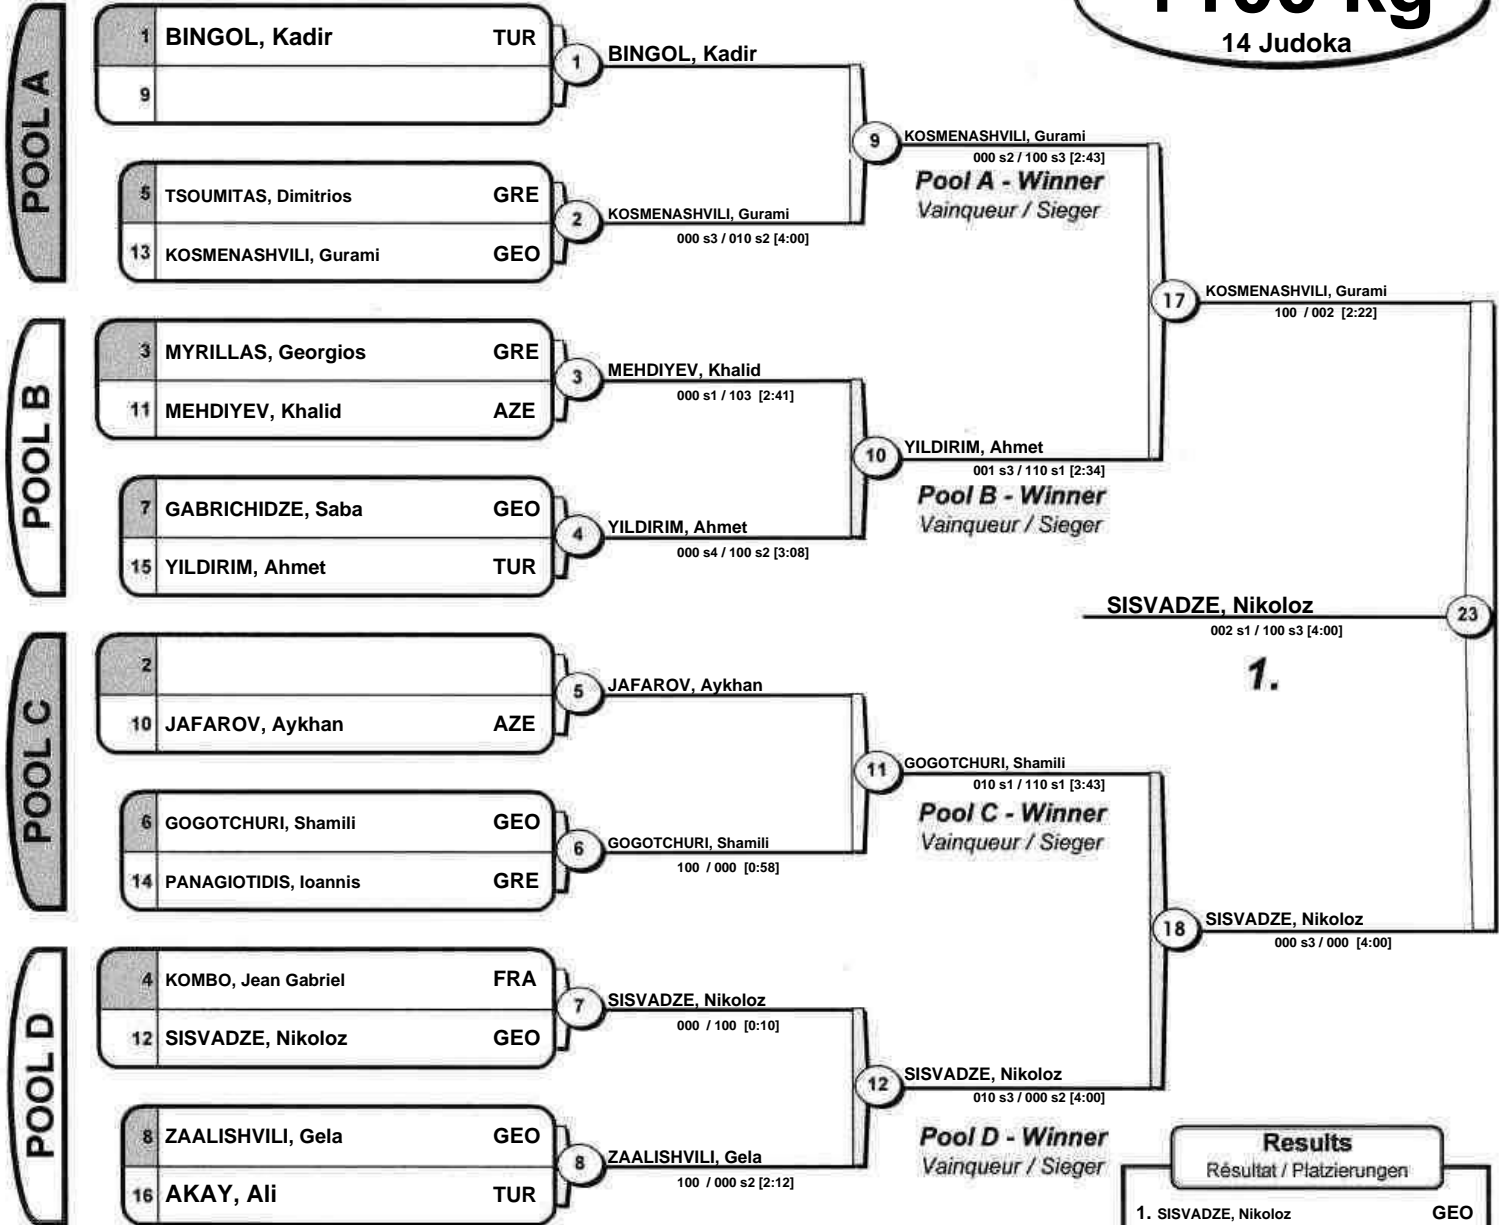 14 Judoka
POOL A
1 BINGOL, Kadir TUR
9
1 BINGOL, Kadir
5 TSOUMITAS, Dimitrios GRE
13 KOSMENASHVILI, Gurami GEO
2 KOSMENASHVILI, Gurami
000 s3 / 010 s2 [4:00]
9 KOSMENASHVILI, Gurami
000 s2 / 100 s3 [2:43]
Pool A - Winner
Vainqueur / Sieger
POOL B
3 MYRILLAS, Georgios GRE
11 MEHDIYEV, Khalid AZE
3 MEHDIYEV, Khalid
000 s1 / 103 [2:41]
7 GABRICHIDZE, Saba GEO
15 YILDIRIM, Ahmet TUR
4 YILDIRIM, Ahmet
000 s4 / 100 s2 [3:08]
10 YILDIRIM, Ahmet
001 s3 / 110 s1 [2:34]
Pool B - Winner
Vainqueur / Sieger
17 KOSMENASHVILI, Gurami
100 / 002 [2:22]
SISVADZE, Nikoloz 23
002 s1 / 100 s3 [4:00]
1.
POOL C
2
10 JAFAROV, Aykhan AZE
5 JAFAROV, Aykhan
6 GOGOTCHURI, Shamili GEO
14 PANAGIOTIDIS, Ioannis GRE
6 GOGOTCHURI, Shamili
100 / 000 [0:58]
11 GOGOTCHURI, Shamili
010 s1 / 110 s1 [3:43]
Pool C - Winner
Vainqueur / Sieger
POOL D
4 KOMBO, Jean Gabriel FRA
12 SISVADZE, Nikoloz GEO
7 SISVADZE, Nikoloz
000 / 100 [0:10]
8 ZAALISHVILI, Gela GEO
16 AKAY, Ali TUR
8 ZAALISHVILI, Gela
100 / 000 s2 [2:12]
12 SISVADZE, Nikoloz
010 s3 / 000 s2 [4:00]
Pool D - Winner
Vainqueur / Sieger
18 SISVADZE, Nikoloz
000 s3 / 000 [4:00]
Results
Résultat / Platzierungen
1. SISVADZE, Nikoloz GEO